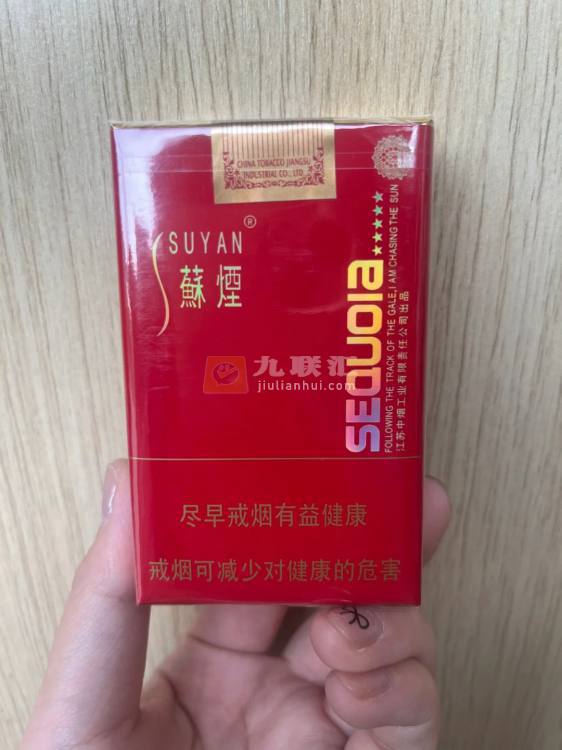 CHINA TOBACCO JIANGSU
INDUSTRIAL CO., LTD
SUYAN®
蘇煙
SEQUOIA
★★★★★
FOLLOWING THE TRACK OF THE GALE,I AM CHASING THE SUN
江苏中烟工业有限责任公司出品
九联汇
jiulianhui.com
尽早戒烟有益健康
戒烟可减少对健康的危害